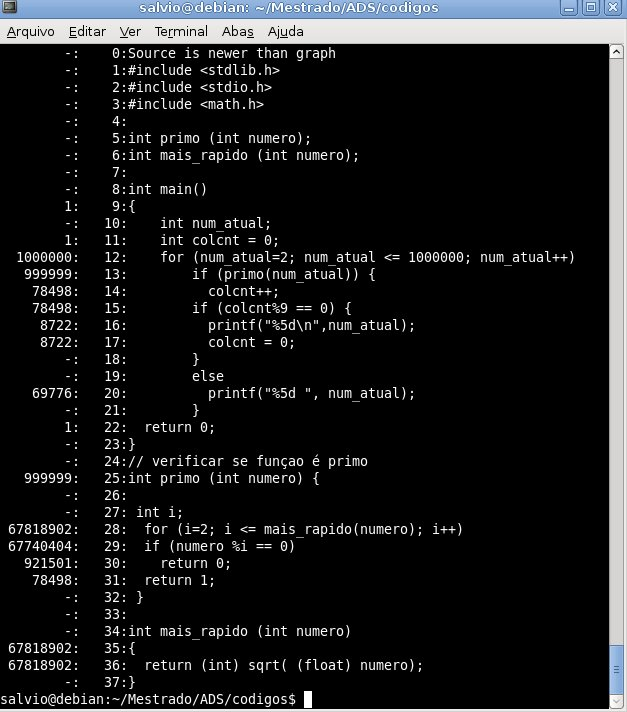 salvio@debian: ~/Mestrado/ADS/codigos
Arquivo Editar Ver Terminal Abas Ajuda
-: 0:Source is newer than graph
-: 1:#include <stdlib.h>
-: 2:#include <stdio.h>
-: 3:#include <math.h>
-: 4:
-: 5:int primo (int numero);
-: 6:int mais_rapido (int numero);
-: 7:
-: 8:int main()
1: 9:{
-: 10:    int num_atual;
1: 11:    int colcnt = 0;
1000000: 12:    for (num_atual=2; num_atual <= 1000000; num_atual++)
999999: 13:        if (primo(num_atual)) {
78498: 14:          colcnt++;
78498: 15:        if (colcnt%9 == 0) {
8722: 16:          printf("%5d\n",num_atual);
8722: 17:          colcnt = 0;
-: 18:        }
-: 19:        else
69776: 20:          printf("%5d ", num_atual);
-: 21:        }
1: 22:  return 0;
-: 23:}
-: 24:// verificar se funçao é primo
999999: 25:int primo (int numero) {
-: 26:
-: 27: int i;
67818902: 28:  for (i=2; i <= mais_rapido(numero); i++)
67740404: 29:  if (numero %i == 0)
921501: 30:    return 0;
78498: 31:  return 1;
-: 32: }
-: 33:
-: 34:int mais_rapido (int numero)
67818902: 35:{
67818902: 36:  return (int) sqrt( (float) numero);
-: 37:}
salvio@debian:~/Mestrado/ADS/codigos$